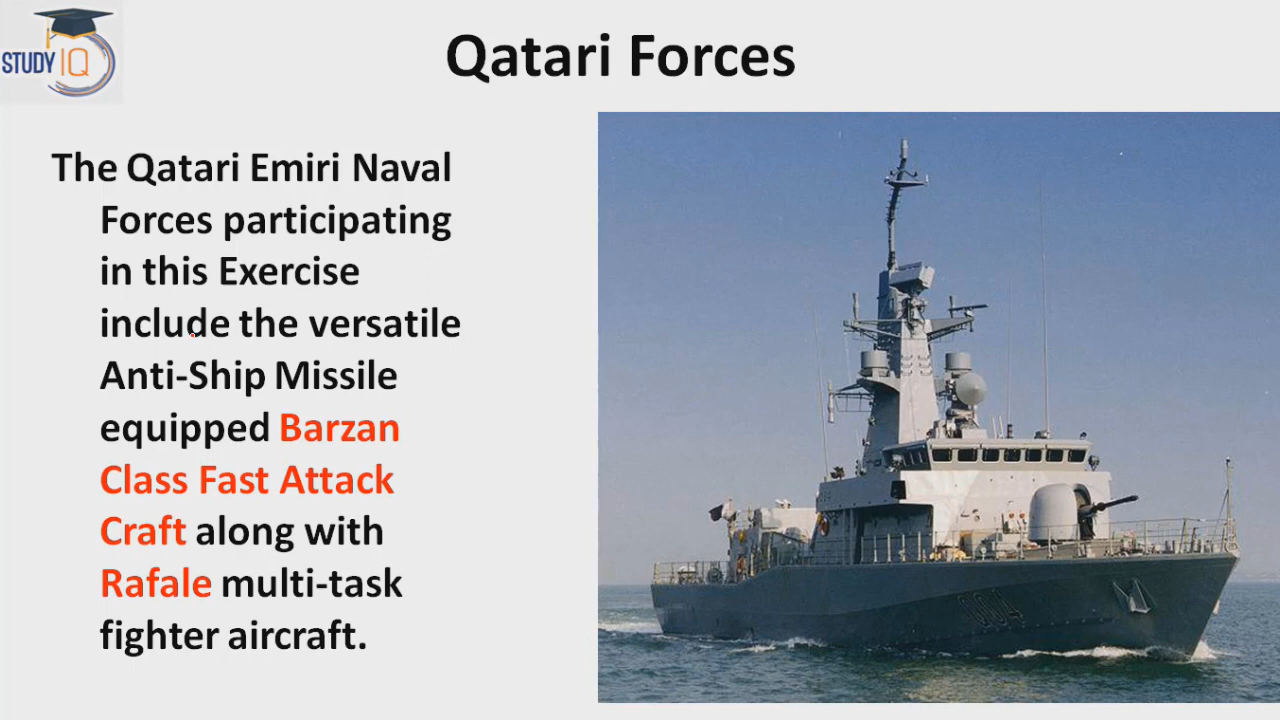 STUDY IQ
Qatari Forces
The Qatari Emiri Naval
Forces participating
in this Exercise
include the versatile
Anti-Ship Missile
equipped Barzan
Class Fast Attack
Craft along with
Rafale multi-task
fighter aircraft.
Q04